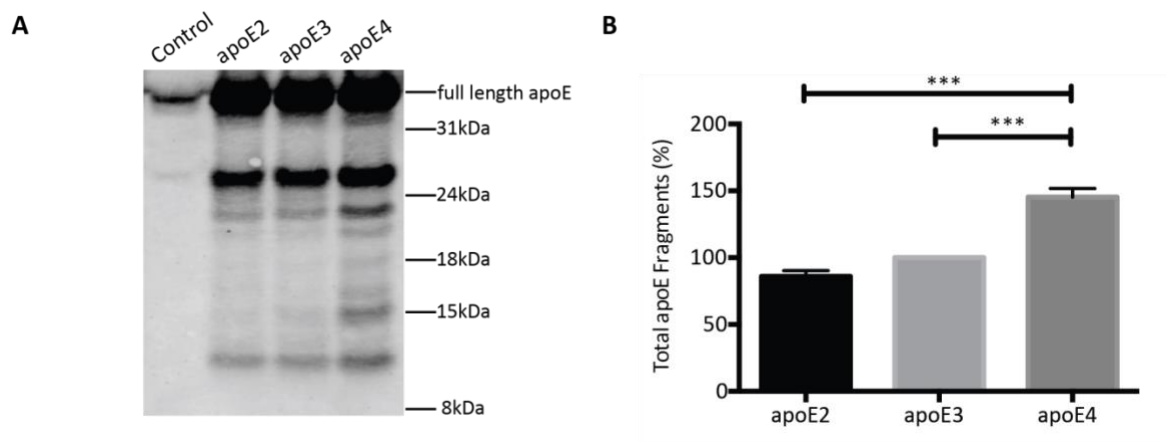 A
Control
apoE2
apoE3
apoE4
full length apoE
31kDa
24kDa
18kDa
15kDa
8kDa
B
***
***
Total apoE Fragments (%)
200
150
100
50
0
apoE2
apoE3
apoE4